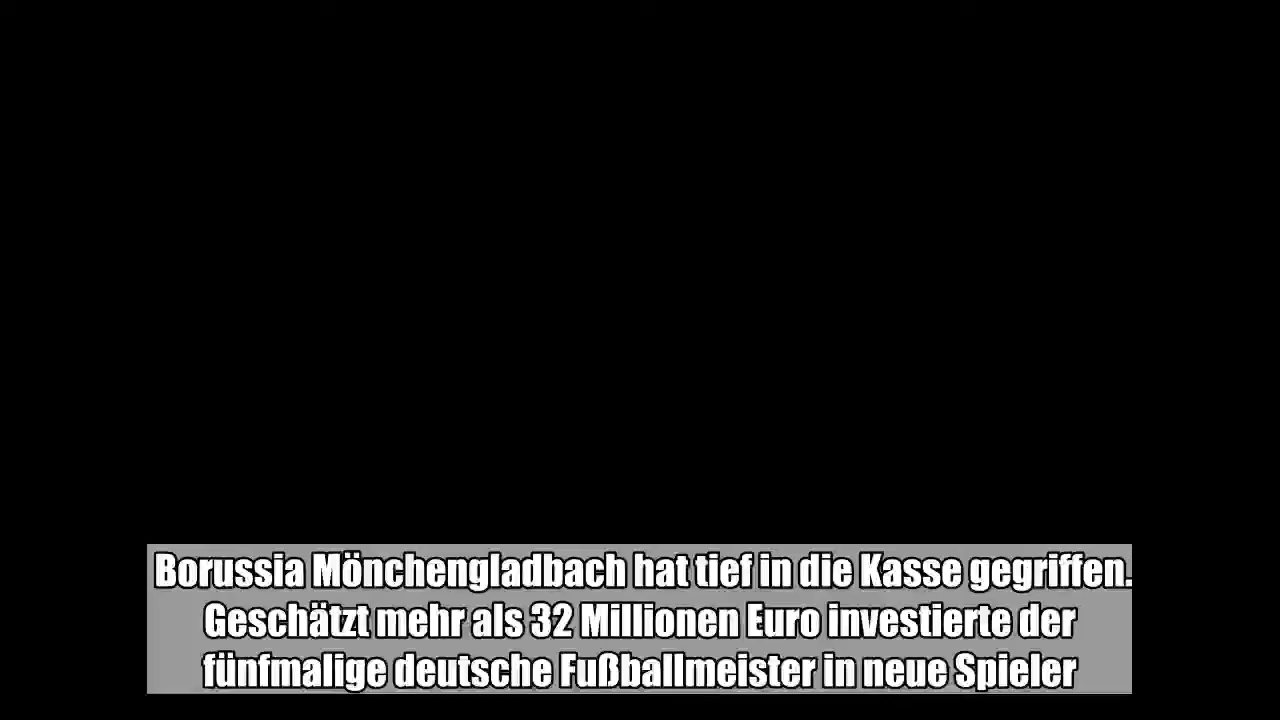 Borussia Mönchengladbach hat tief in die Kasse gegriffen.
Geschätzt mehr als 32 Millionen Euro investierte der
fünfmalige deutsche Fußballmeister in neue Spieler